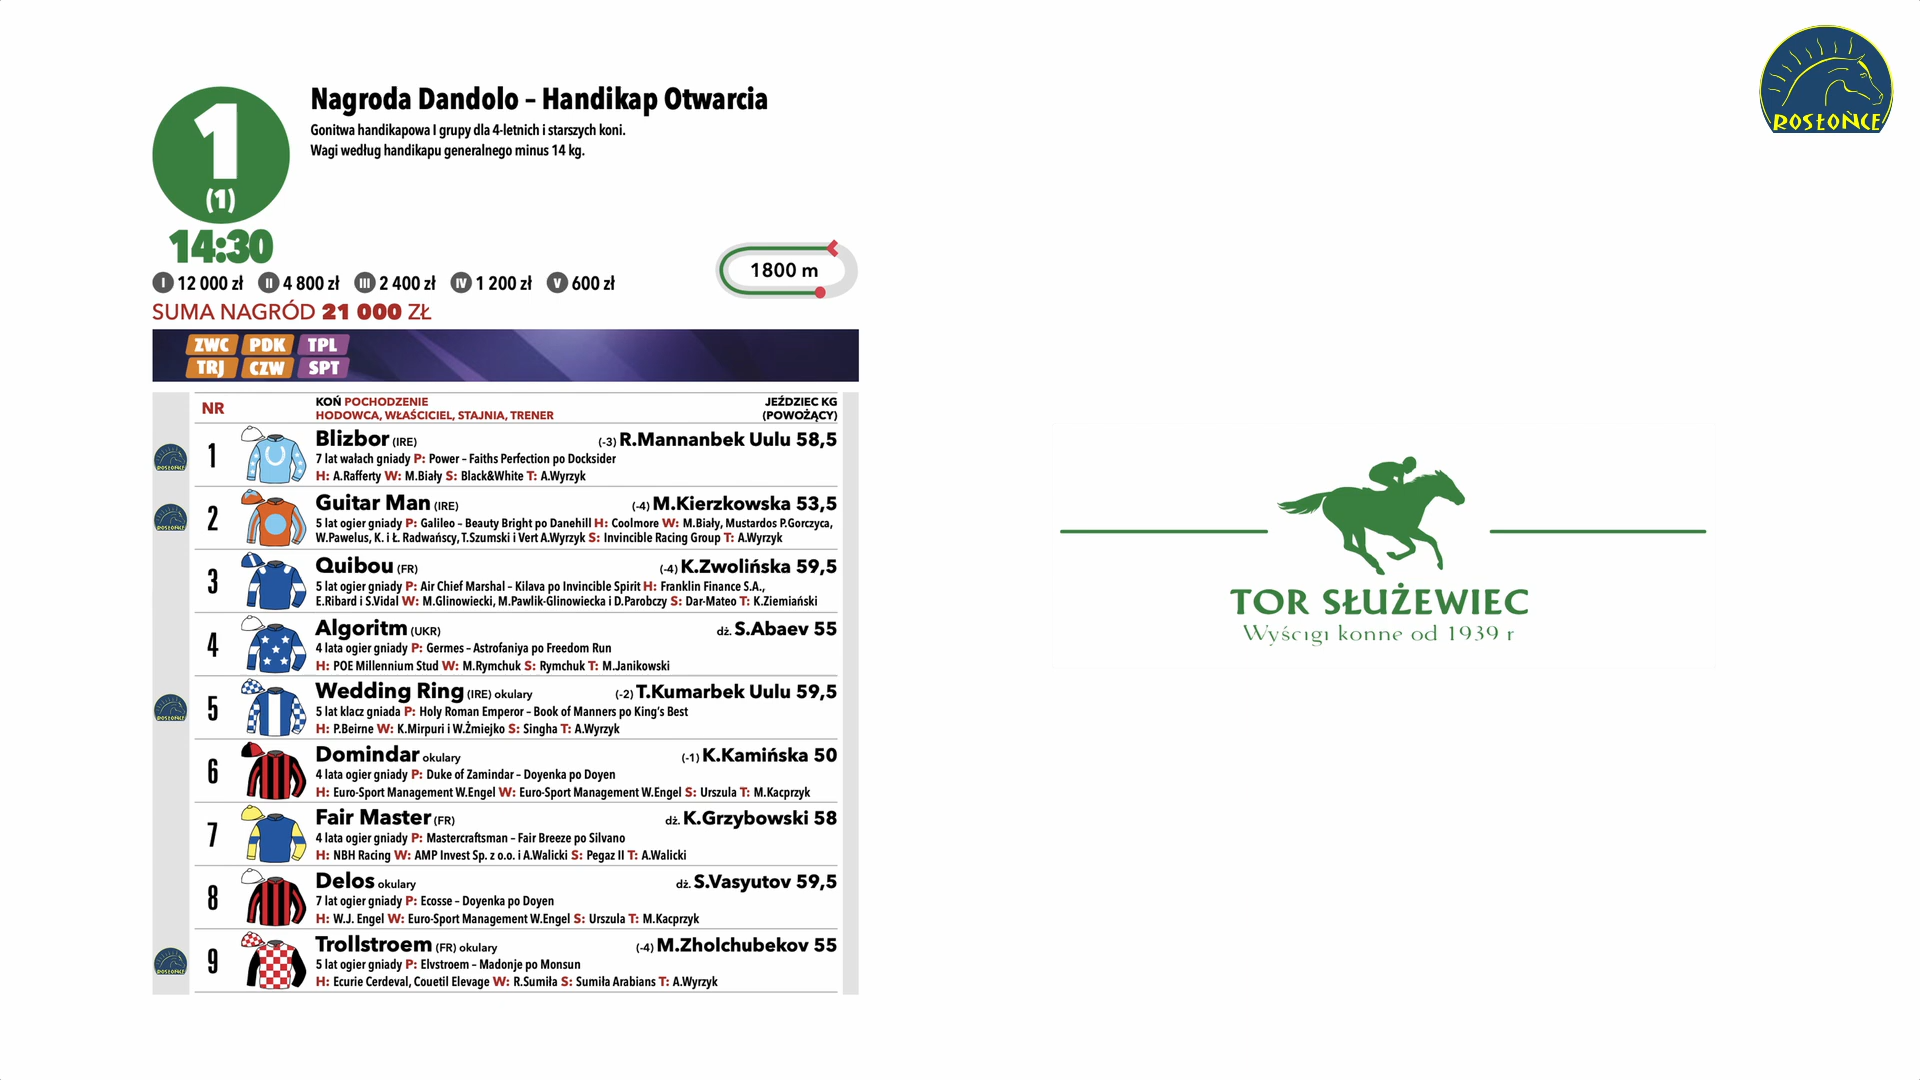 ROSŁOŃCE
1
(1)
14:30
Nagroda Dandolo – Handikap Otwarcia
Gonitwa handikapowa I grupy dla 4-letnich i starszych koni.
Wagi według handikapu generalnego minus 14 kg.
I 12 000 zł II 4 800 zł III 2 400 zł IV 1 200 zł V 600 zł
1800 m
SUMA NAGRÓD 21 000 ZŁ
ZWC PDK TPL
TRJ CZW SPT
NR
KOŃ POCHODZENIE
HODOWCA, WŁAŚCICIEL, STAJNIA, TRENER
JEŹDZIEC KG
(POWOŻĄCY)
ROSŁOŃCE
1
Blizbor (IRE) (-3) R.Mannanbek Uulu 58,5
7 lat wałach gniady P: Power – Faiths Perfection po Docksider
H: A.Rafferty W: M.Biały S: Black&White T: A.Wyrzyk
ROSŁOŃCE
2
Guitar Man (IRE) (-4) M.Kierzkowska 53,5
5 lat ogier gniady P: Galileo – Beauty Bright po Danehill H: Coolmore W: M.Biały, Mustardos P.Gorczyca,
W.Pawelus, K. i Ł. Radwańscy, T.Szumski i Vert A.Wyrzyk S: Invincible Racing Group T: A.Wyrzyk
3
Quibou (FR) (-4) K.Zwolińska 59,5
5 lat ogier gniady P: Air Chief Marshal – Kilava po Invincible Spirit H: Franklin Finance S.A.,
E.Ribard i S.Vidal W: M.Glinowiecki, M.Pawlik-Glinowiecka i D.Parobczy S: Dar-Mateo T: K.Ziemiański
4
Algoritm (UKR) dż. S.Abaev 55
4 lata ogier gniady P: Germes – Astrofaniya po Freedom Run
H: POE Millennium Stud W: M.Rymchuk S: Rymchuk T: M.Janikowski
ROSŁOŃCE
5
Wedding Ring (IRE) okulary (-2) T.Kumarbek Uulu 59,5
5 lat klacz gniada P: Holy Roman Emperor – Book of Manners po King's Best
H: P.Beirne W: K.Mirpuri i W.Żmiejko S: Singha T: A.Wyrzyk
6
Domindar okulary (-1) K.Kamińska 50
4 lata ogier gniady P: Duke of Zamindar – Doyenka po Doyen
H: Euro-Sport Management W.Engel W: Euro-Sport Management W.Engel S: Urszula T: M.Kacprzyk
7
Fair Master (FR) dż. K.Grzybowski 58
4 lata ogier gniady P: Mastercraftsman – Fair Breeze po Silvano
H: NBH Racing W: AMP Invest Sp. z o.o. i A.Walicki S: Pegaz II T: A.Walicki
8
Delos okulary dż. S.Vasyutov 59,5
7 lat ogier gniady P: Ecosse – Doyenka po Doyen
H: W.J. Engel W: Euro-Sport Management W.Engel S: Urszula T: M.Kacprzyk
ROSŁOŃCE
9
Trollstroem (FR) okulary (-4) M.Zholchubekov 55
5 lat ogier gniady P: Elvstroem – Madonje po Monsun
H: Ecurie Cerdeval, Couetil Elevage W: R.Sumiła S: Sumiła Arabians T: A.Wyrzyk
TOR SŁUŻEWIEC
Wyścigi konne od 1939 r